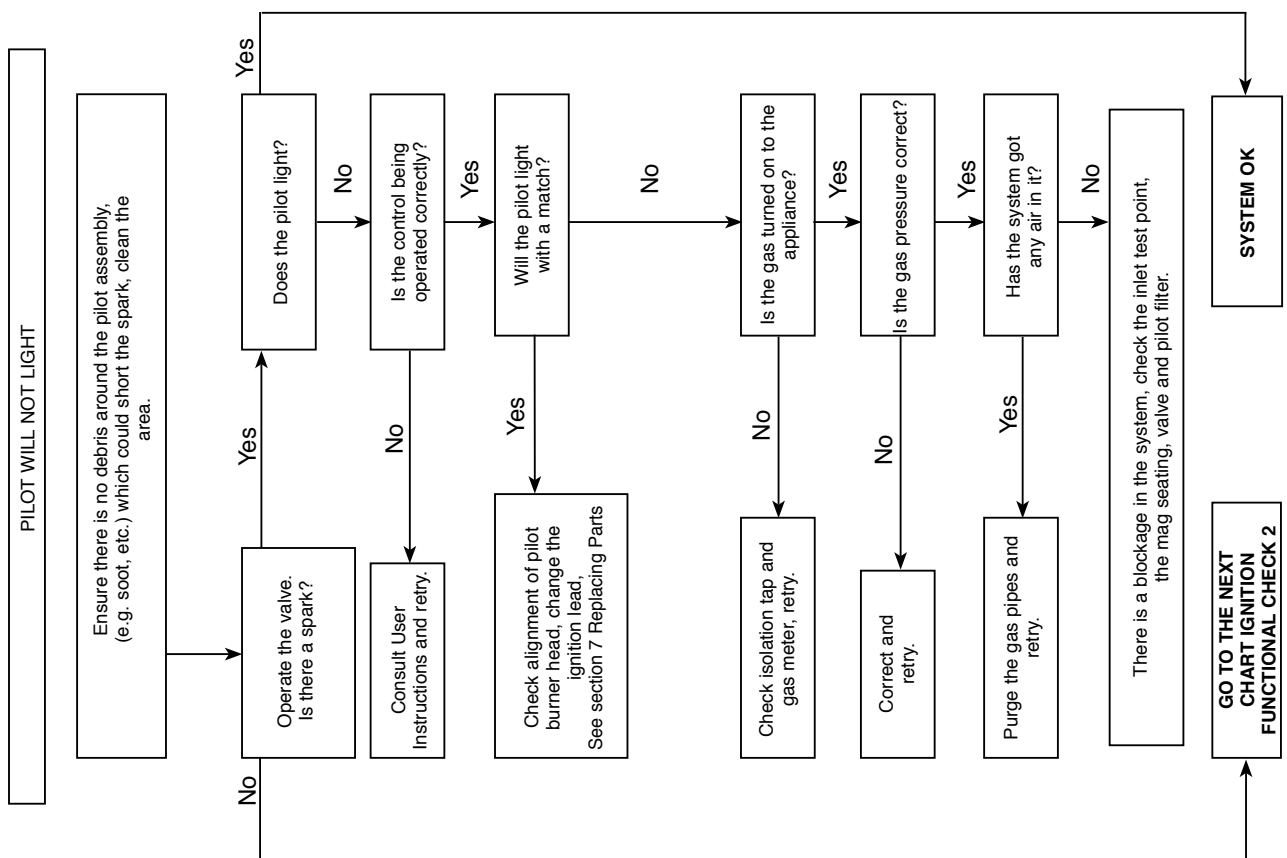 PILOT WILL NOT LIGHT
Ensure there is no debris around the pilot assembly,
(e.g. soot, etc.) which could short the spark, clean the
area.
Operate the valve.
Is there a spark?
Yes
No
Does the pilot light?
Yes
No
Is the control being
operated correctly?
No
Yes
Consult User
Instructions and retry.
Will the pilot light
with a match?
Yes
No
Check alignment of pilot
burner head, change the
ignition lead,
See section 7 Replacing Parts
Is the gas turned on to the
appliance?
No
Yes
Check isolation tap and
gas meter, retry.
Is the gas pressure correct?
No
Yes
Correct and
retry.
Has the system got
any air in it?
Yes
No
Purge the gas pipes and
retry.
There is a blockage in the system, check the inlet test point,
the mag seating, valve and pilot filter.
GO TO THE NEXT
CHART IGNITION
FUNCTIONAL CHECK 2
SYSTEM OK